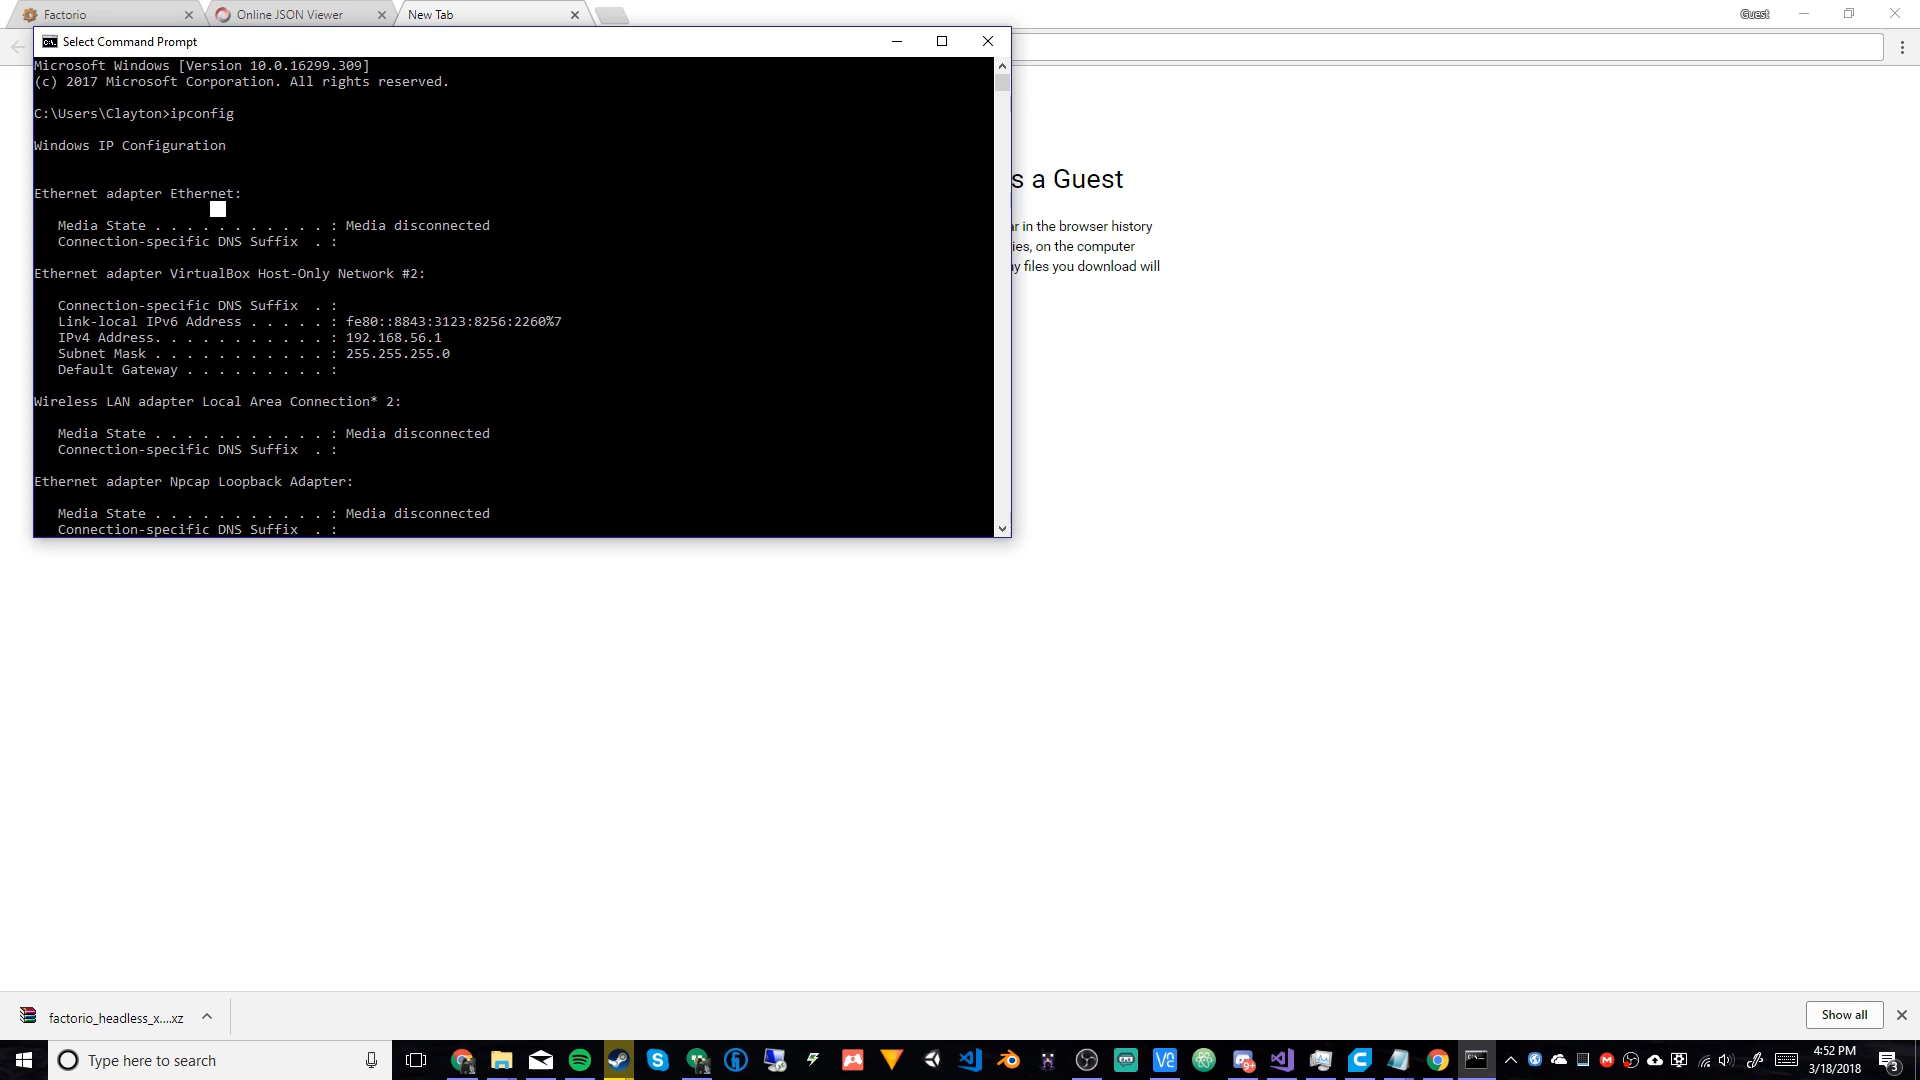 Factorio
Online JSON Viewer
New Tab
Guest
Select Command Prompt
Microsoft Windows [Version 10.0.16299.309]
(c) 2017 Microsoft Corporation. All rights reserved.
C:\Users\Clayton>ipconfig
Windows IP Configuration
Ethernet adapter Ethernet:
Media State . . . . . . . . . . . : Media disconnected
Connection-specific DNS Suffix  . :
Ethernet adapter VirtualBox Host-Only Network #2:
Connection-specific DNS Suffix  . :
Link-local IPv6 Address . . . . . : fe80::8843:3123:8256:2260%7
IPv4 Address. . . . . . . . . . . : 192.168.56.1
Subnet Mask . . . . . . . . . . . : 255.255.255.0
Default Gateway . . . . . . . . . :
Wireless LAN adapter Local Area Connection* 2:
Media State . . . . . . . . . . . : Media disconnected
Connection-specific DNS Suffix  . :
Ethernet adapter Npcap Loopback Adapter:
Media State . . . . . . . . . . . : Media disconnected
Connection-specific DNS Suffix  . :
s a Guest
r in the browser history
ies, on the computer
y files you download will
factorio_headless_x....xz
Show all
Type here to search
4:52 PM
3/18/2018
3